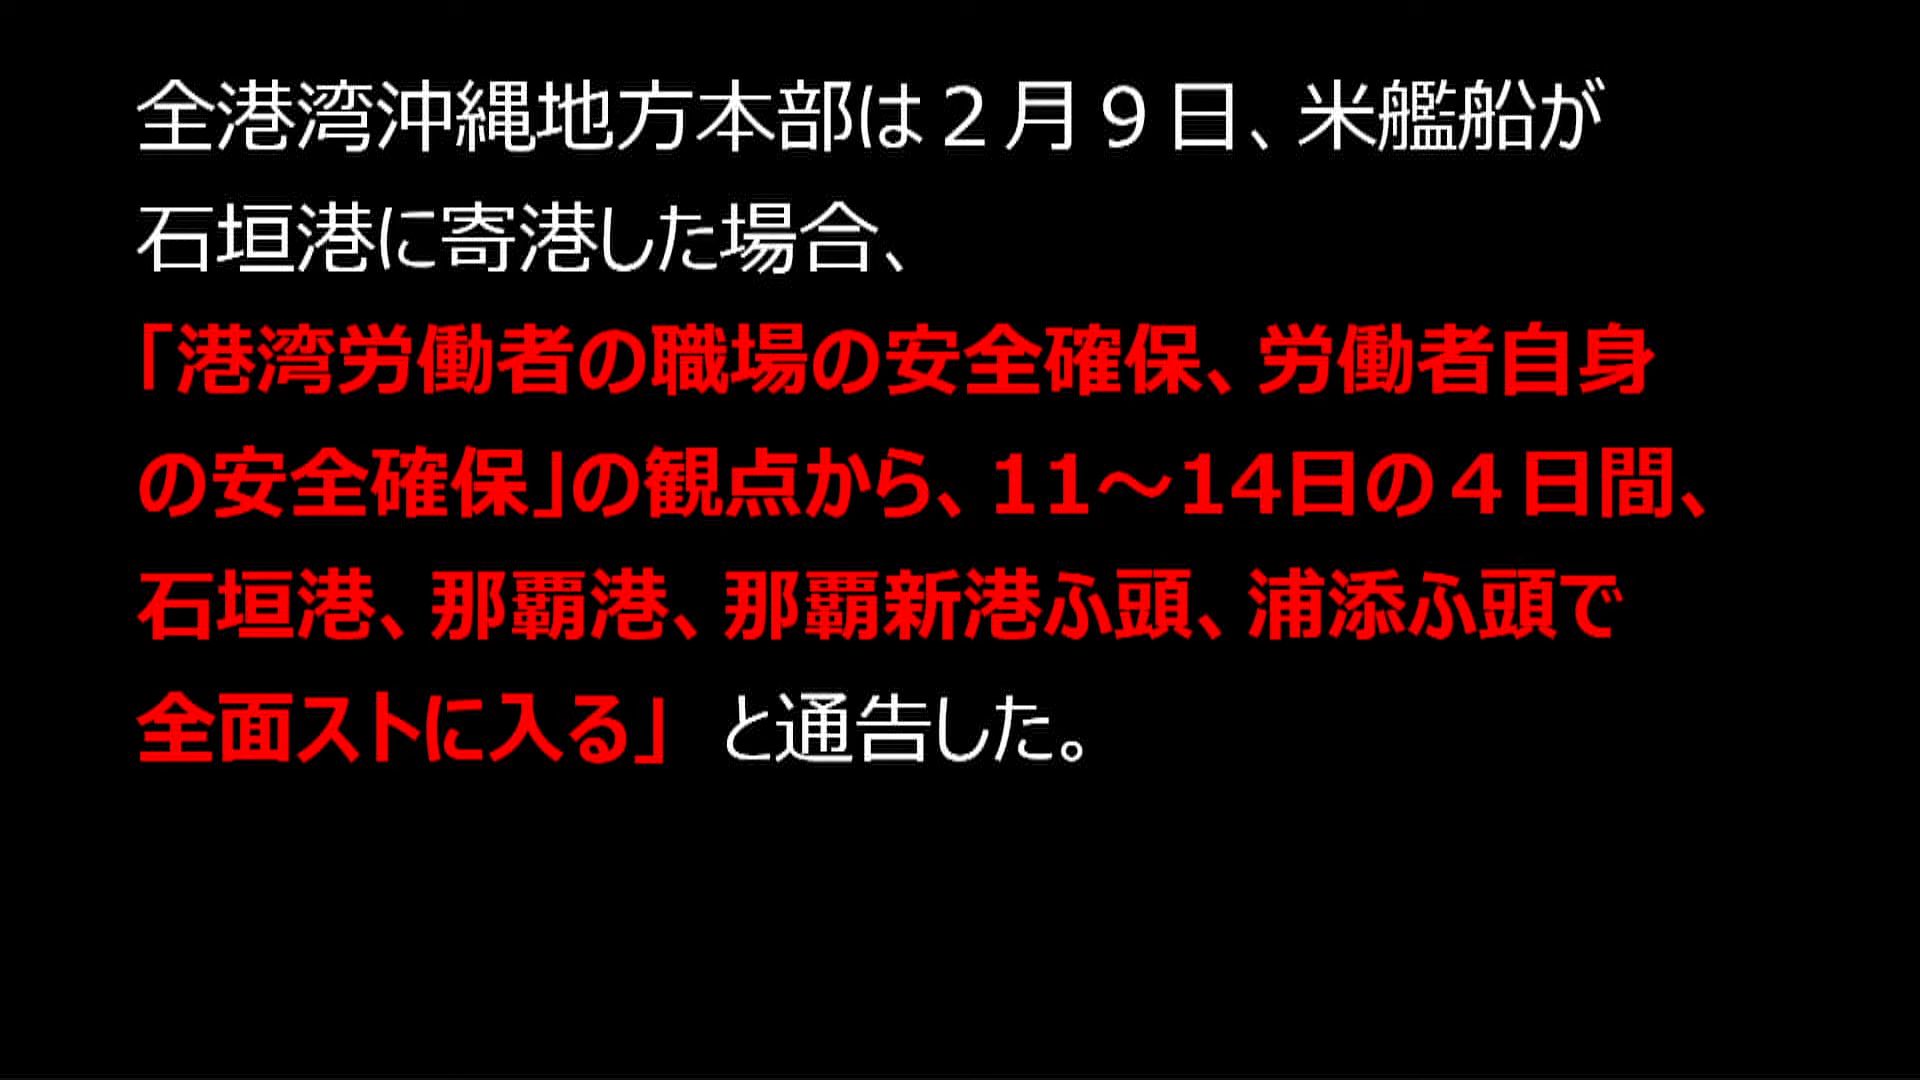 全港湾沖縄地方本部は２月９日、米艦船が
石垣港に寄港した場合、
「港湾労働者の職場の安全確保、労働者自身
の安全確保」の観点から、11～14日の４日間、
石垣港、那覇港、那覇新港ふ頭、浦添ふ頭で
全面ストに入る」　と通告した。